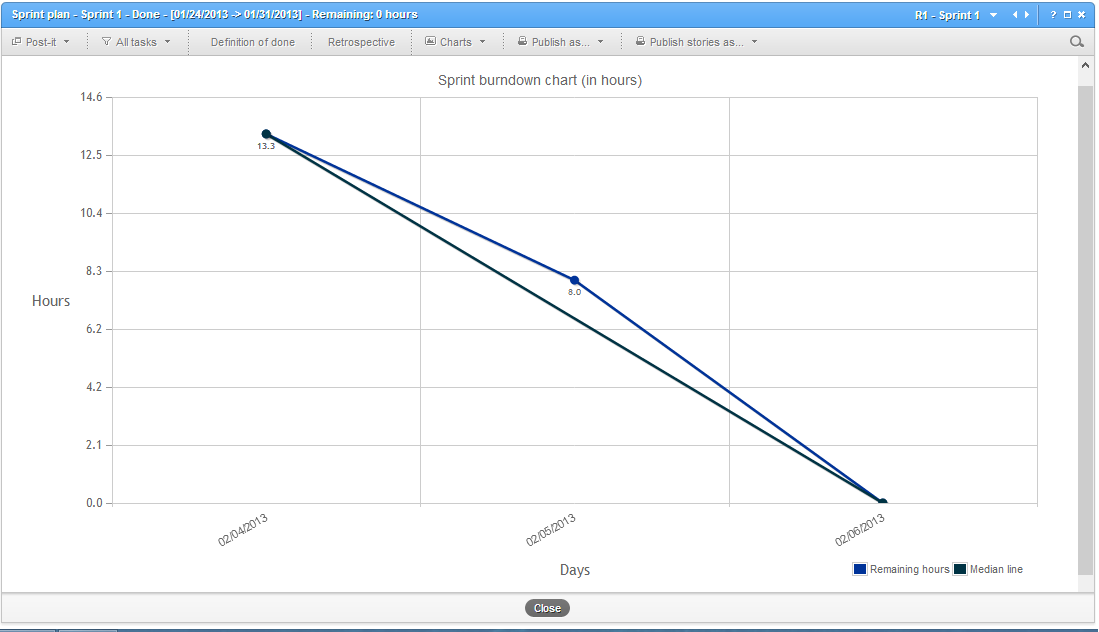 Sprint plan - Sprint 1 - Done - [01/24/2013 -> 01/31/2013] - Remaining: 0 hours
R1 - Sprint 1
?
Post-it
All tasks
Definition of done
Retrospective
Charts
Publish as...
Publish stories as...
Sprint burndown chart (in hours)
14.6
13.3
12.5
10.4
8.3
8.0
Hours
6.2
4.2
2.1
0.0
02/04/2013
02/05/2013
02/06/2013
Days
Remaining hours
Median line
Close